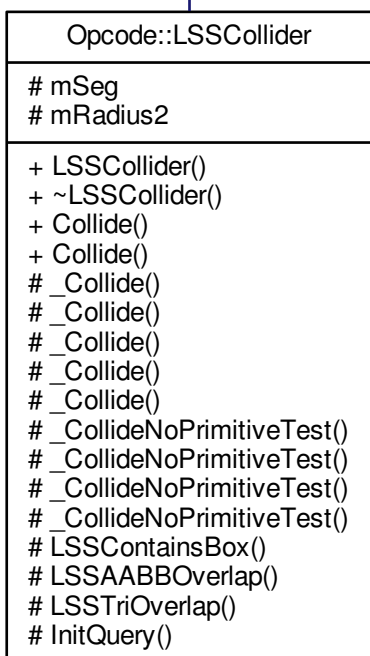 Opcode::LSSCollider
# mSeg
# mRadius2
+ LSSCollider()
+ ~LSSCollider()
+ Collide()
+ Collide()
# _Collide()
# _Collide()
# _Collide()
# _Collide()
# _Collide()
# _CollideNoPrimitiveTest()
# _CollideNoPrimitiveTest()
# _CollideNoPrimitiveTest()
# _CollideNoPrimitiveTest()
# LSSContainsBox()
# LSSAABBOverlap()
# LSSTriOverlap()
# InitQuery()